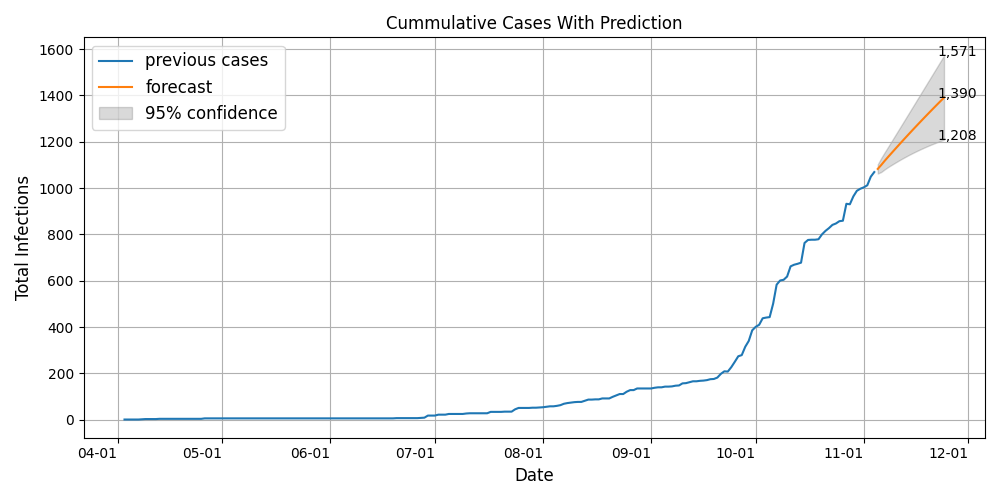 Cummulative Cases With Prediction
previous cases
forecast
95% confidence
1,571
1,390
1,208
1600
1400
1200
1000
800
600
400
200
0
Total Infections
04-01 05-01 06-01 07-01 08-01 09-01 10-01 11-01 12-01
Date